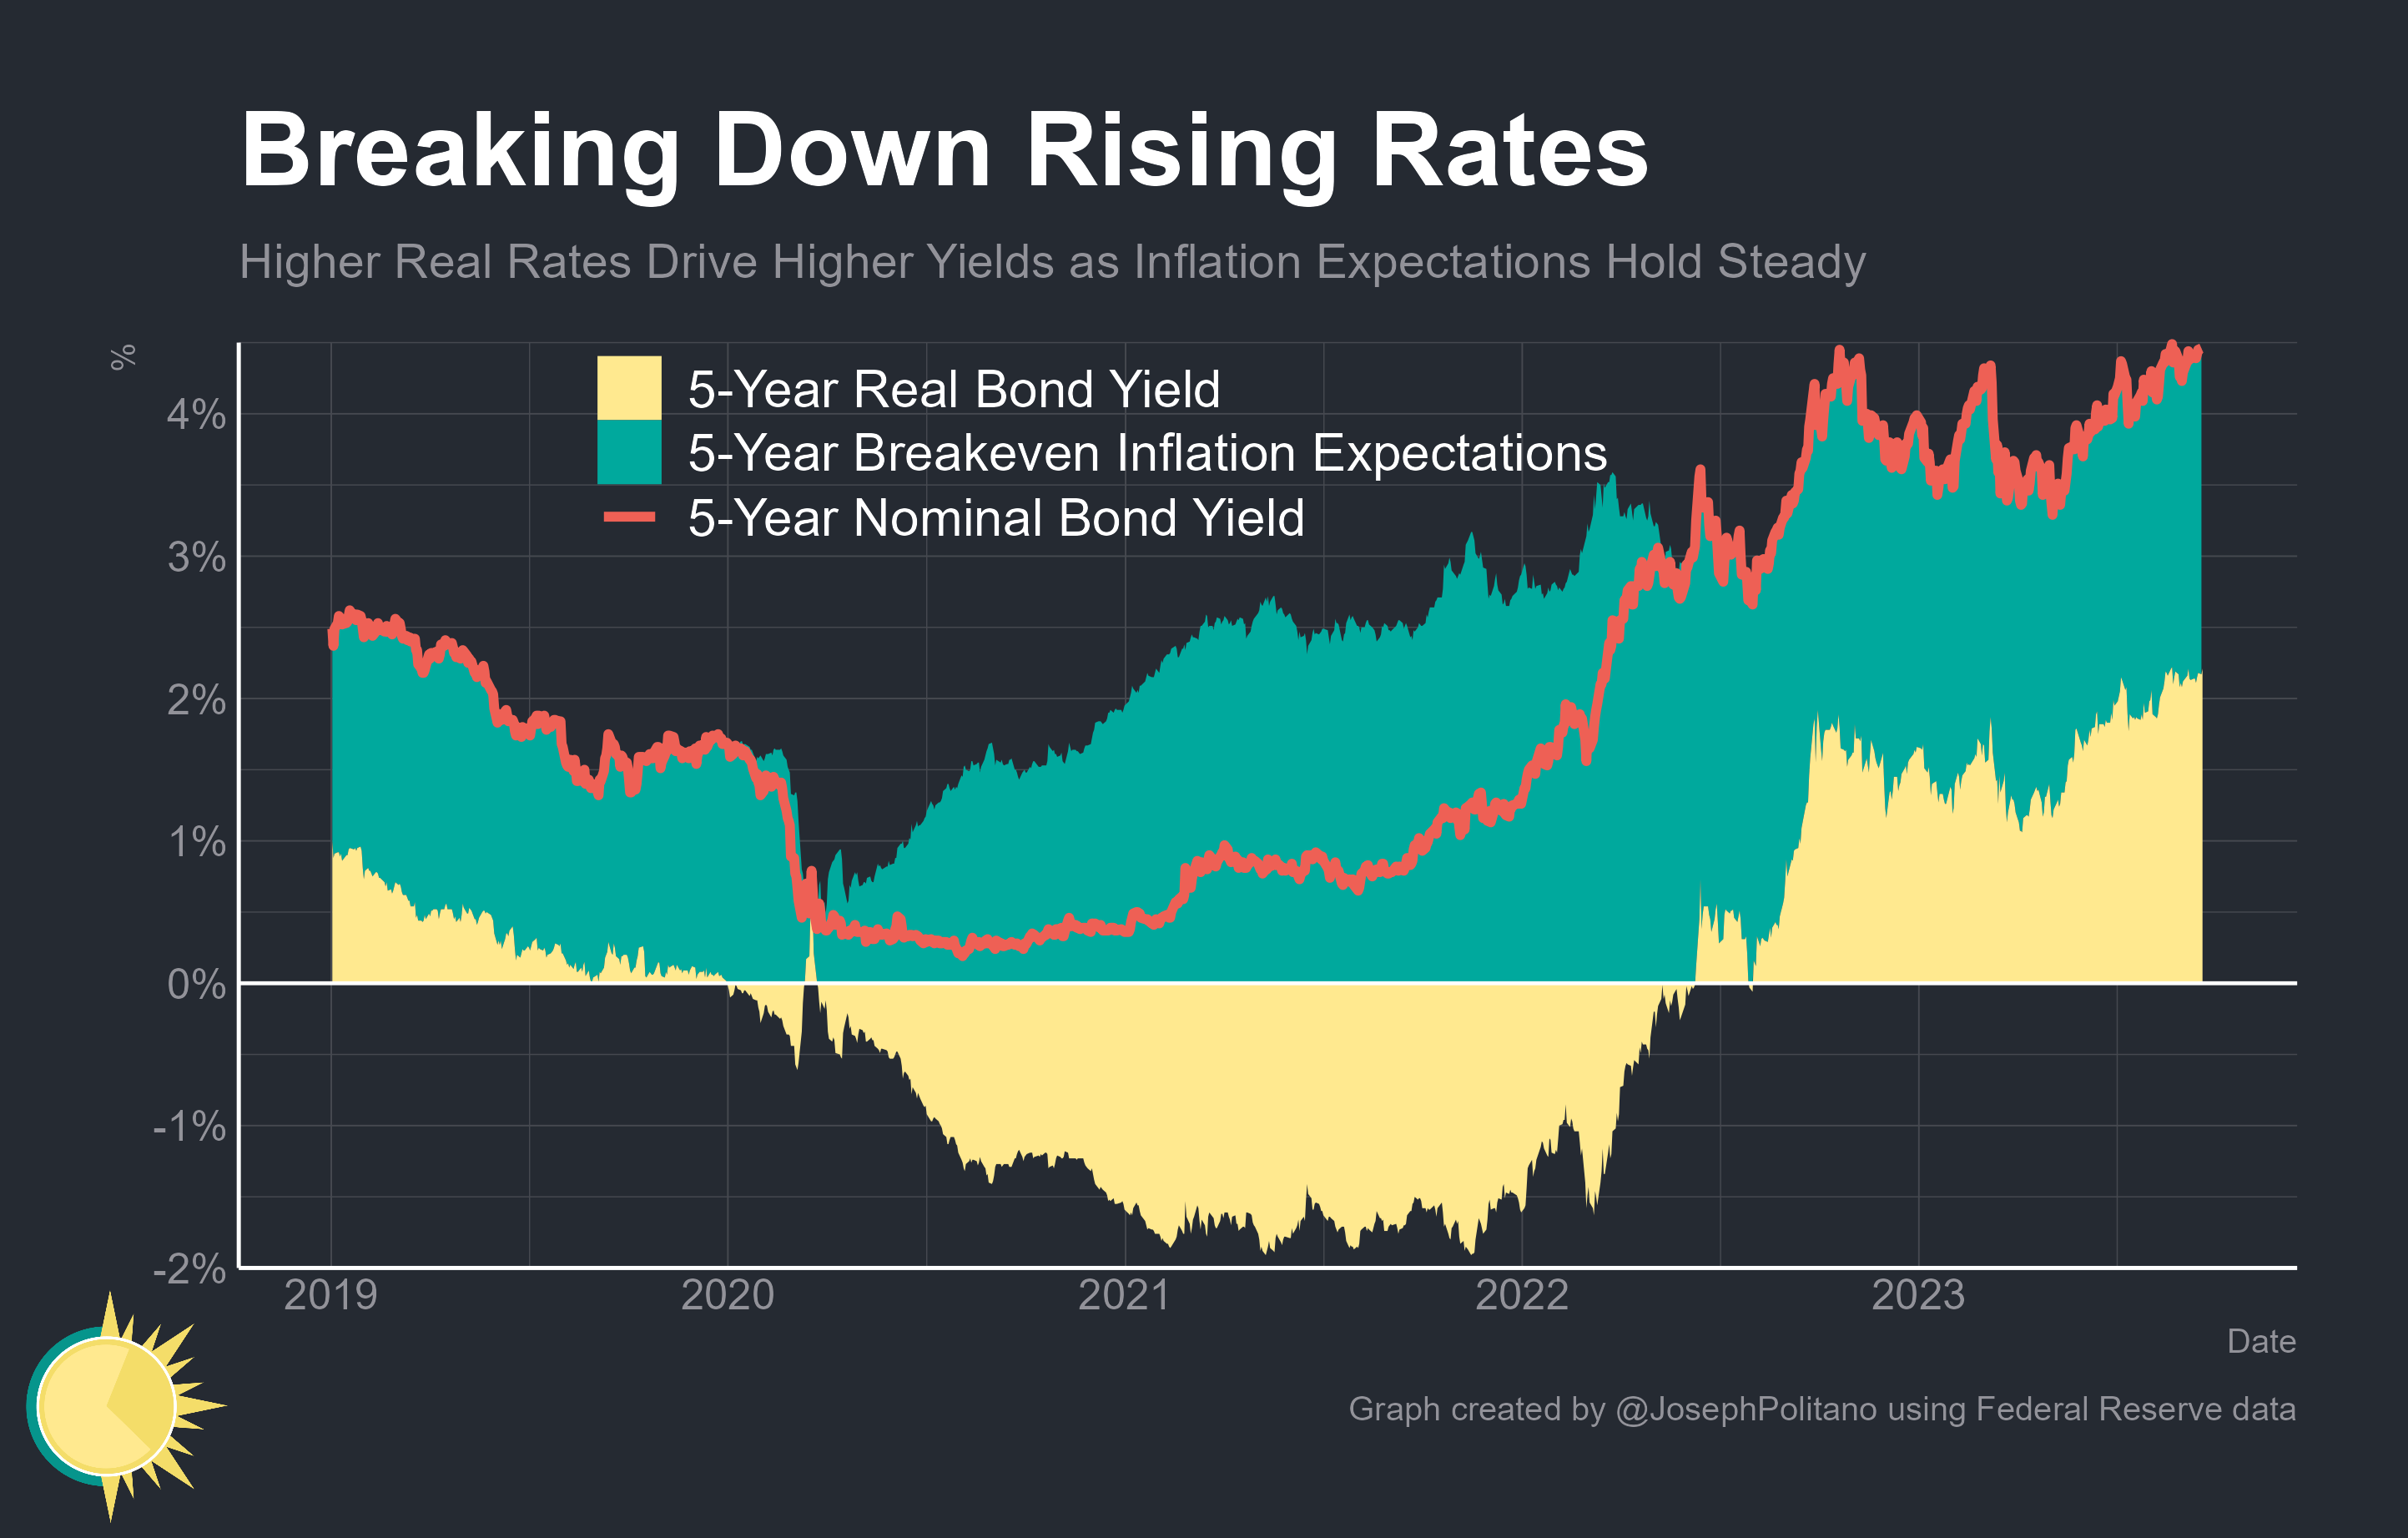 Breaking Down Rising Rates
Higher Real Rates Drive Higher Yields as Inflation Expectations Hold Steady
%
5-Year Real Bond Yield
5-Year Breakeven Inflation Expectations
5-Year Nominal Bond Yield
4%
3%
2%
1%
0%
-1%
-2%
2019 2020 2021 2022 2023
Date
Graph created by @JosephPolitano using Federal Reserve data